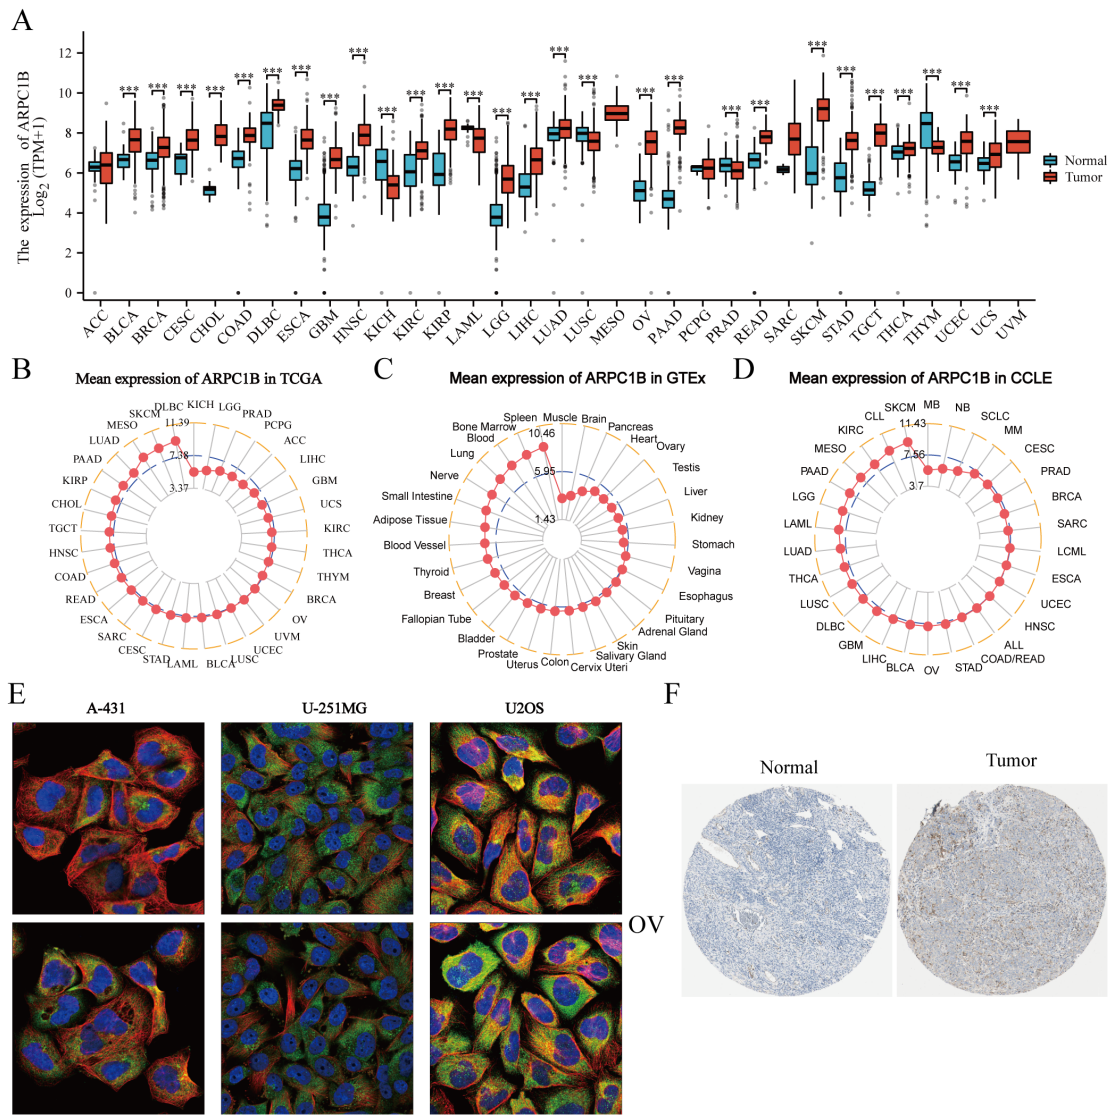 A
The expression of ARPC1B
Log2 (TPM+1)
12
10
8
6
4
2
0
*** *** *** *** *** *** *** *** *** *** *** *** *** *** *** *** *** *** *** *** *** *** *** *** *** *** ***
Normal
Tumor
ACC BLCA BRCA CESC CHOL COAD DLBC ESCA GBM HNSC KICH KIRC KIRP LAML LGG LIHC LUAD LUSC MESO OV PAAD PCPG PRAD READ SARC SKCM STAD TGCT THCA THYM UCEC UCS UVM
B
Mean expression of ARPC1B in TCGA
11.39
7.38
3.37
KICH
LGG
PRAD
PCPG
ACC
LIHC
GBM
UCS
KIRC
THCA
THYM
BRCA
OV
UVM
UCEC
LUSC
BLCA
LAML
STAD
CESC
SARC
ESCA
READ
COAD
HNSC
TGCT
CHOL
KIRP
PAAD
LUAD
MESO
SKCM
DLBC
C
Mean expression of ARPC1B in GTEx
10.46
5.95
1.43
Muscle
Brain
Pancreas
Heart
Ovary
Testis
Liver
Kidney
Stomach
Vagina
Esophagus
Pituitary
Adrenal Gland
Skin
Salivary Gland
Cervix Uteri
Colon
Uterus
Prostate
Bladder
Fallopian Tube
Breast
Thyroid
Blood Vessel
Adipose Tissue
Small Intestine
Nerve
Lung
Blood
Bone Marrow
Spleen
D
Mean expression of ARPC1B in CCLE
11.43
7.56
3.7
MB
NB
SCLC
MM
CESC
PRAD
BRCA
SARC
LCML
ESCA
UCEC
HNSC
ALL
COAD/READ
STAD
OV
BLCA
LIHC
GBM
DLBC
LUSC
THCA
LUAD
LAML
LGG
PAAD
MESO
KIRC
CLL
SKCM
E
A-431
U-251MG
U2OS
F
Normal
Tumor
OV